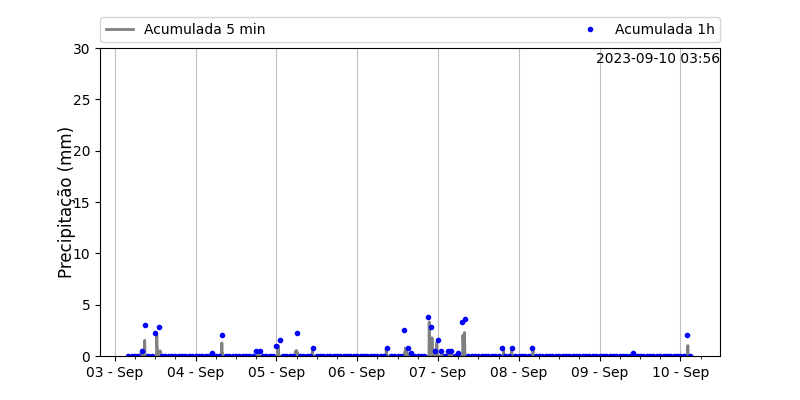 Acumulada 5 min
Acumulada 1h
2023-09-10 03:56
Precipitação (mm)
30
25
20
15
10
5
0
03 - Sep
04 - Sep
05 - Sep
06 - Sep
07 - Sep
08 - Sep
09 - Sep
10 - Sep